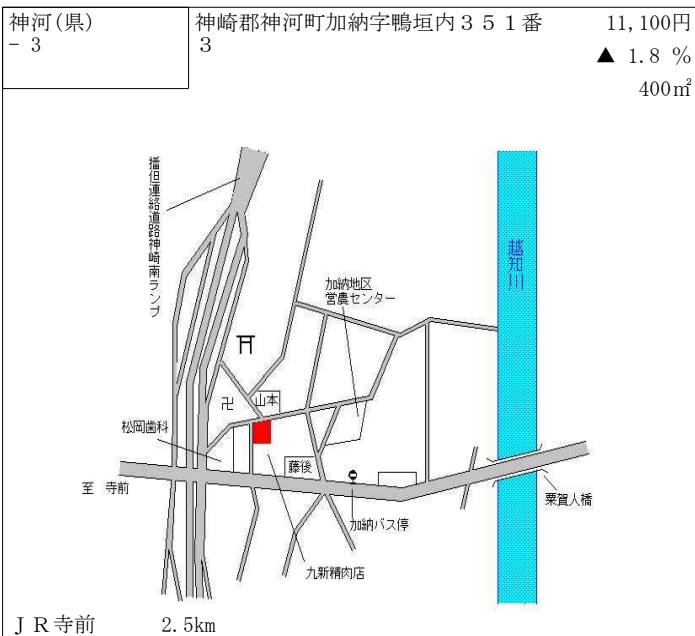 神河(県)
- 3
神崎郡神河町加納字鴨垣内３５１番
3
11,100円
▲ 1.8 %
400㎡
播但連絡道路神崎南ランプ
越知川
加納地区
営農センター
山本
卍
松岡歯科
藤後
至 寺前
加納バス停
粟賀人橋
九新精肉店
ＪＲ寺前 2.5km